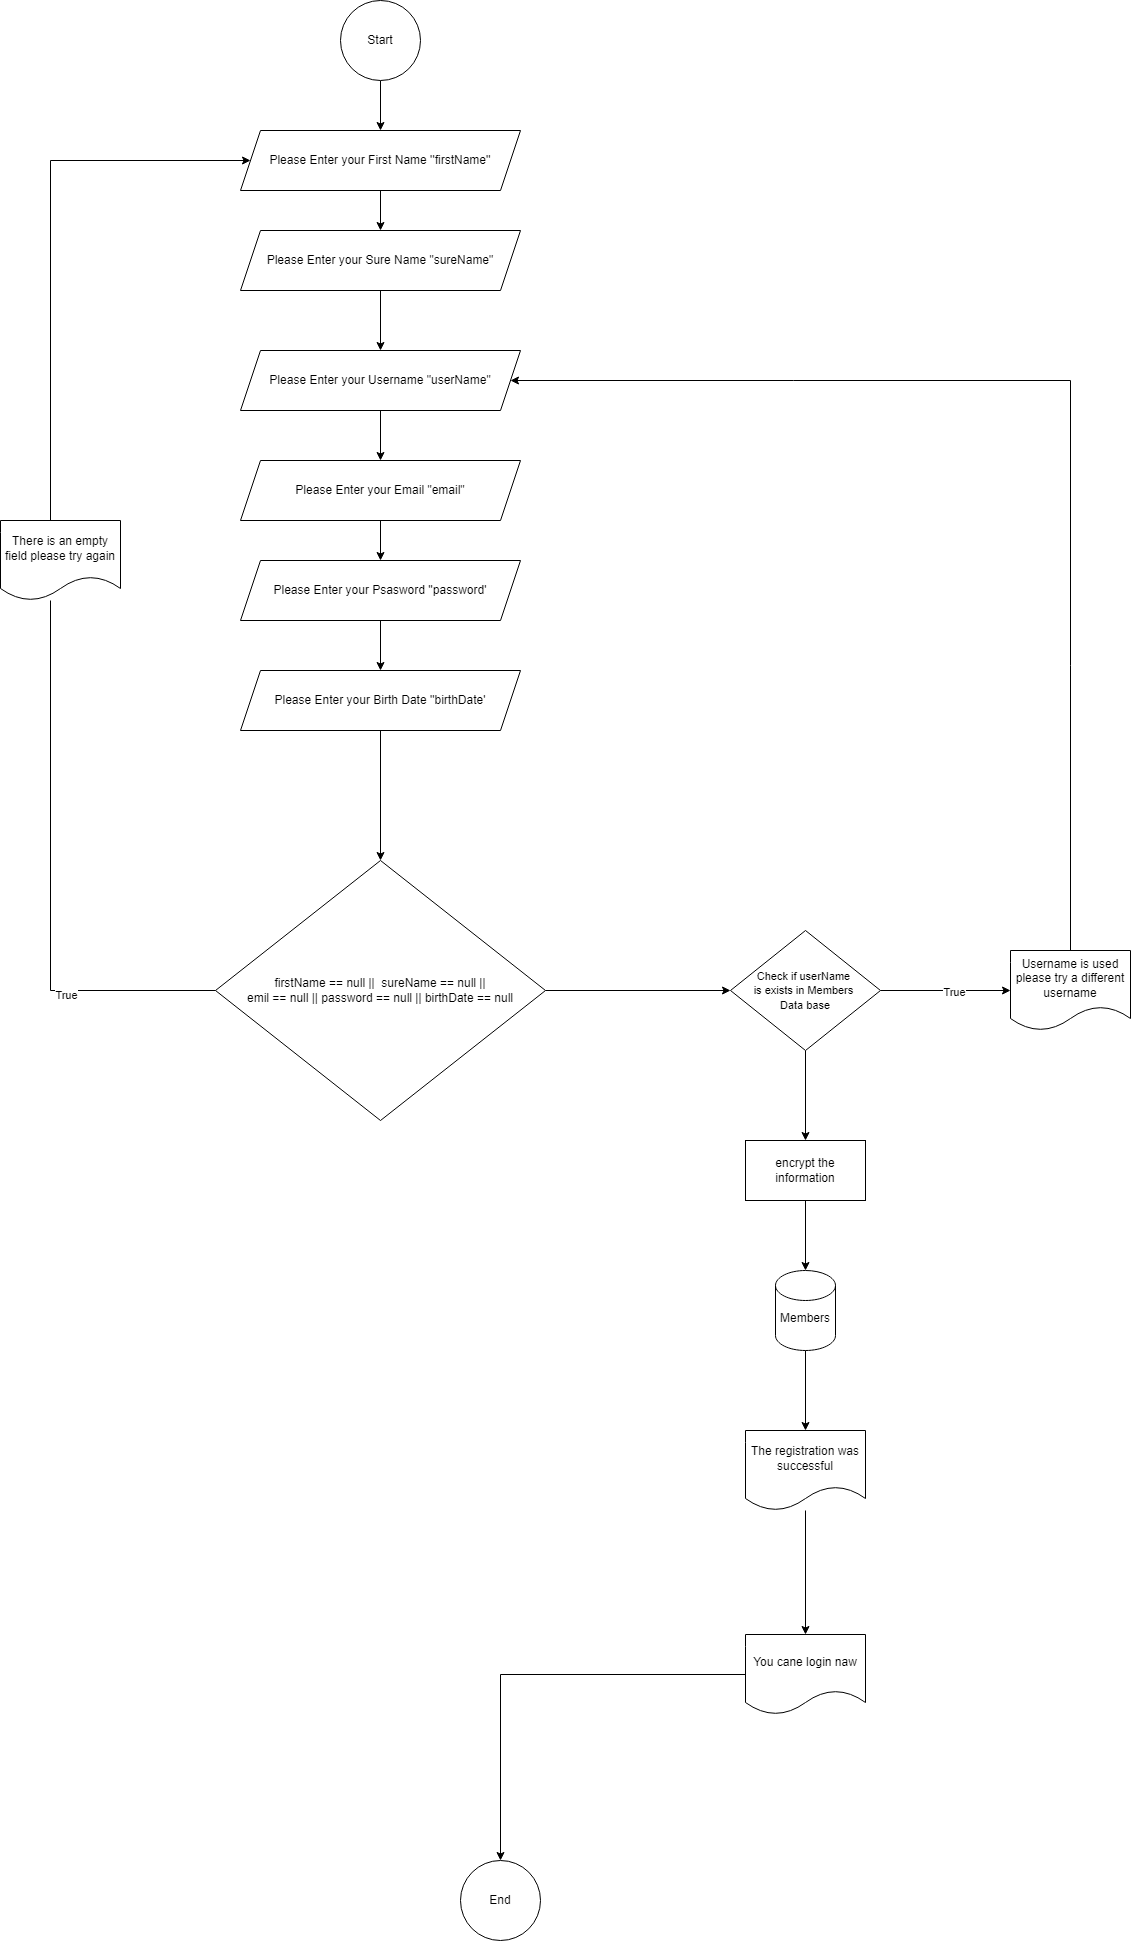 Start
Please Enter your First Name "firstName"
Please Enter your Sure Name "sureName"
Please Enter your Username "userName"
Please Enter your Email "email"
There is an empty
field please try again
Please Enter your Psasword "password'
Please Enter your Birth Date "birthDate'
firstName == null ||  sureName == null ||
emil == null || password == null || birthDate == null
True
Check if userName
is exists in Members
Data base
True
Username is used
please try a different
username
encrypt the
information
Members
The registration was
successful
You cane login naw
End